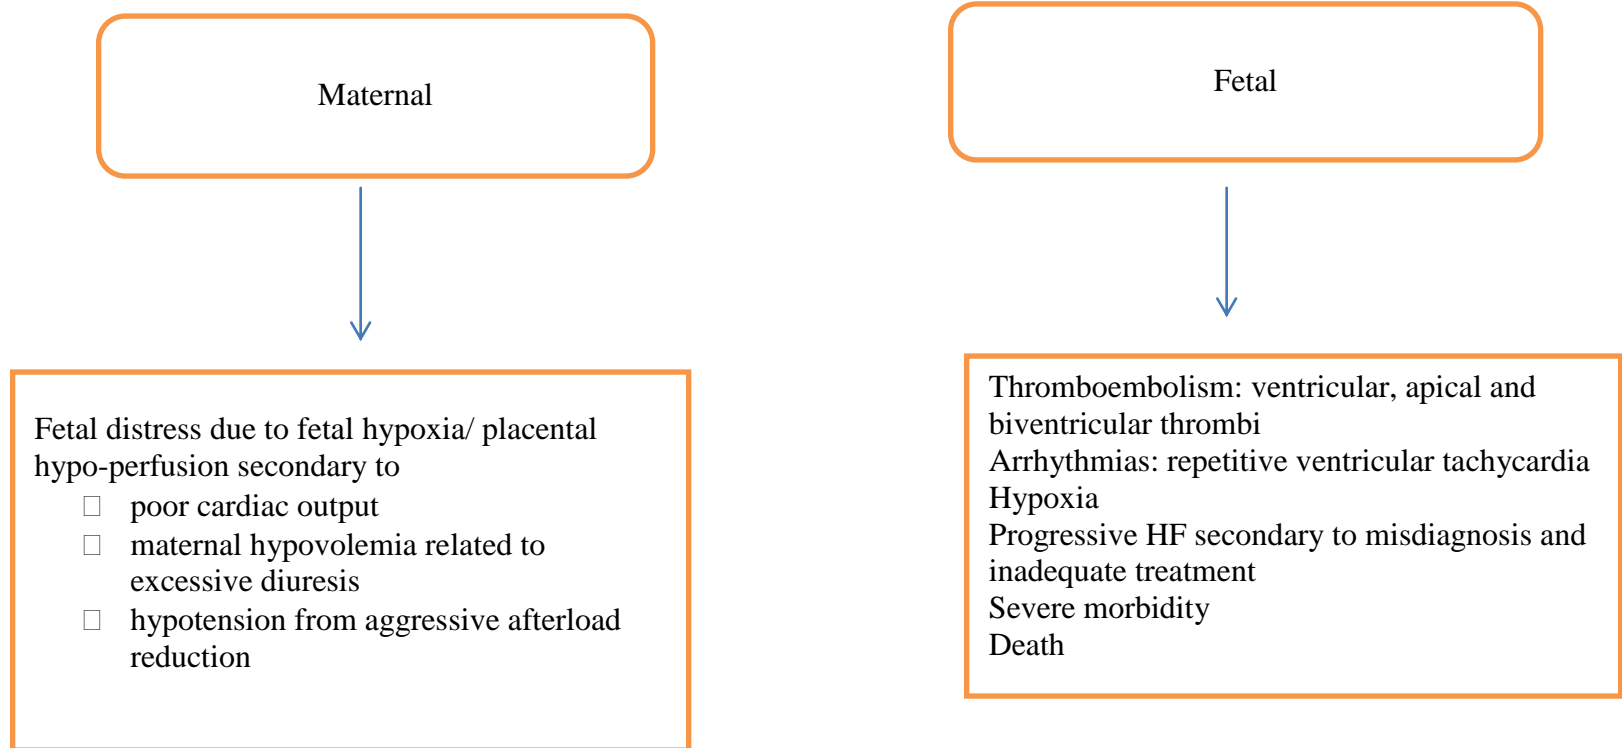 Maternal
Fetal
Fetal distress due to fetal hypoxia/ placental
hypo-perfusion secondary to
□ poor cardiac output
□ maternal hypovolemia related to
excessive diuresis
□ hypotension from aggressive afterload
reduction
Thromboembolism: ventricular, apical and
biventricular thrombi
Arrhythmias: repetitive ventricular tachycardia
Hypoxia
Progressive HF secondary to misdiagnosis and
inadequate treatment
Severe morbidity
Death